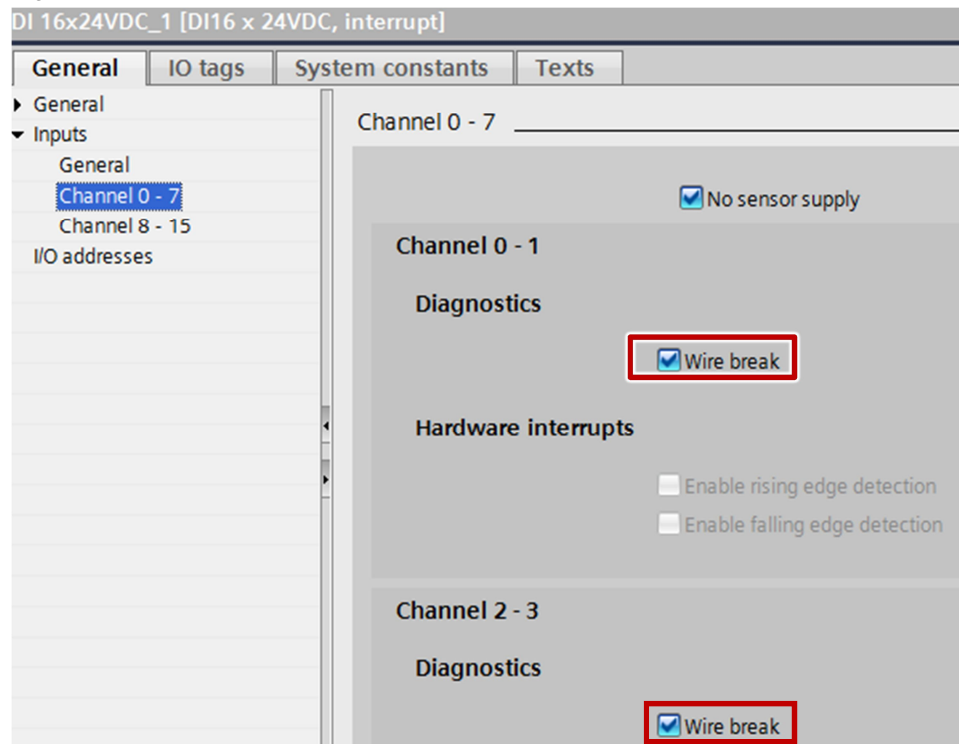 DI 16x24VDC_1 [DI16 x 24VDC, interrupt]
General IO tags System constants Texts
General
Inputs
General
Channel 0 - 7
Channel 8 - 15
I/O addresses
Channel 0 - 7
No sensor supply
Channel 0 - 1
Diagnostics
Wire break
Hardware interrupts
Enable rising edge detection
Enable falling edge detection
Channel 2 - 3
Diagnostics
Wire break